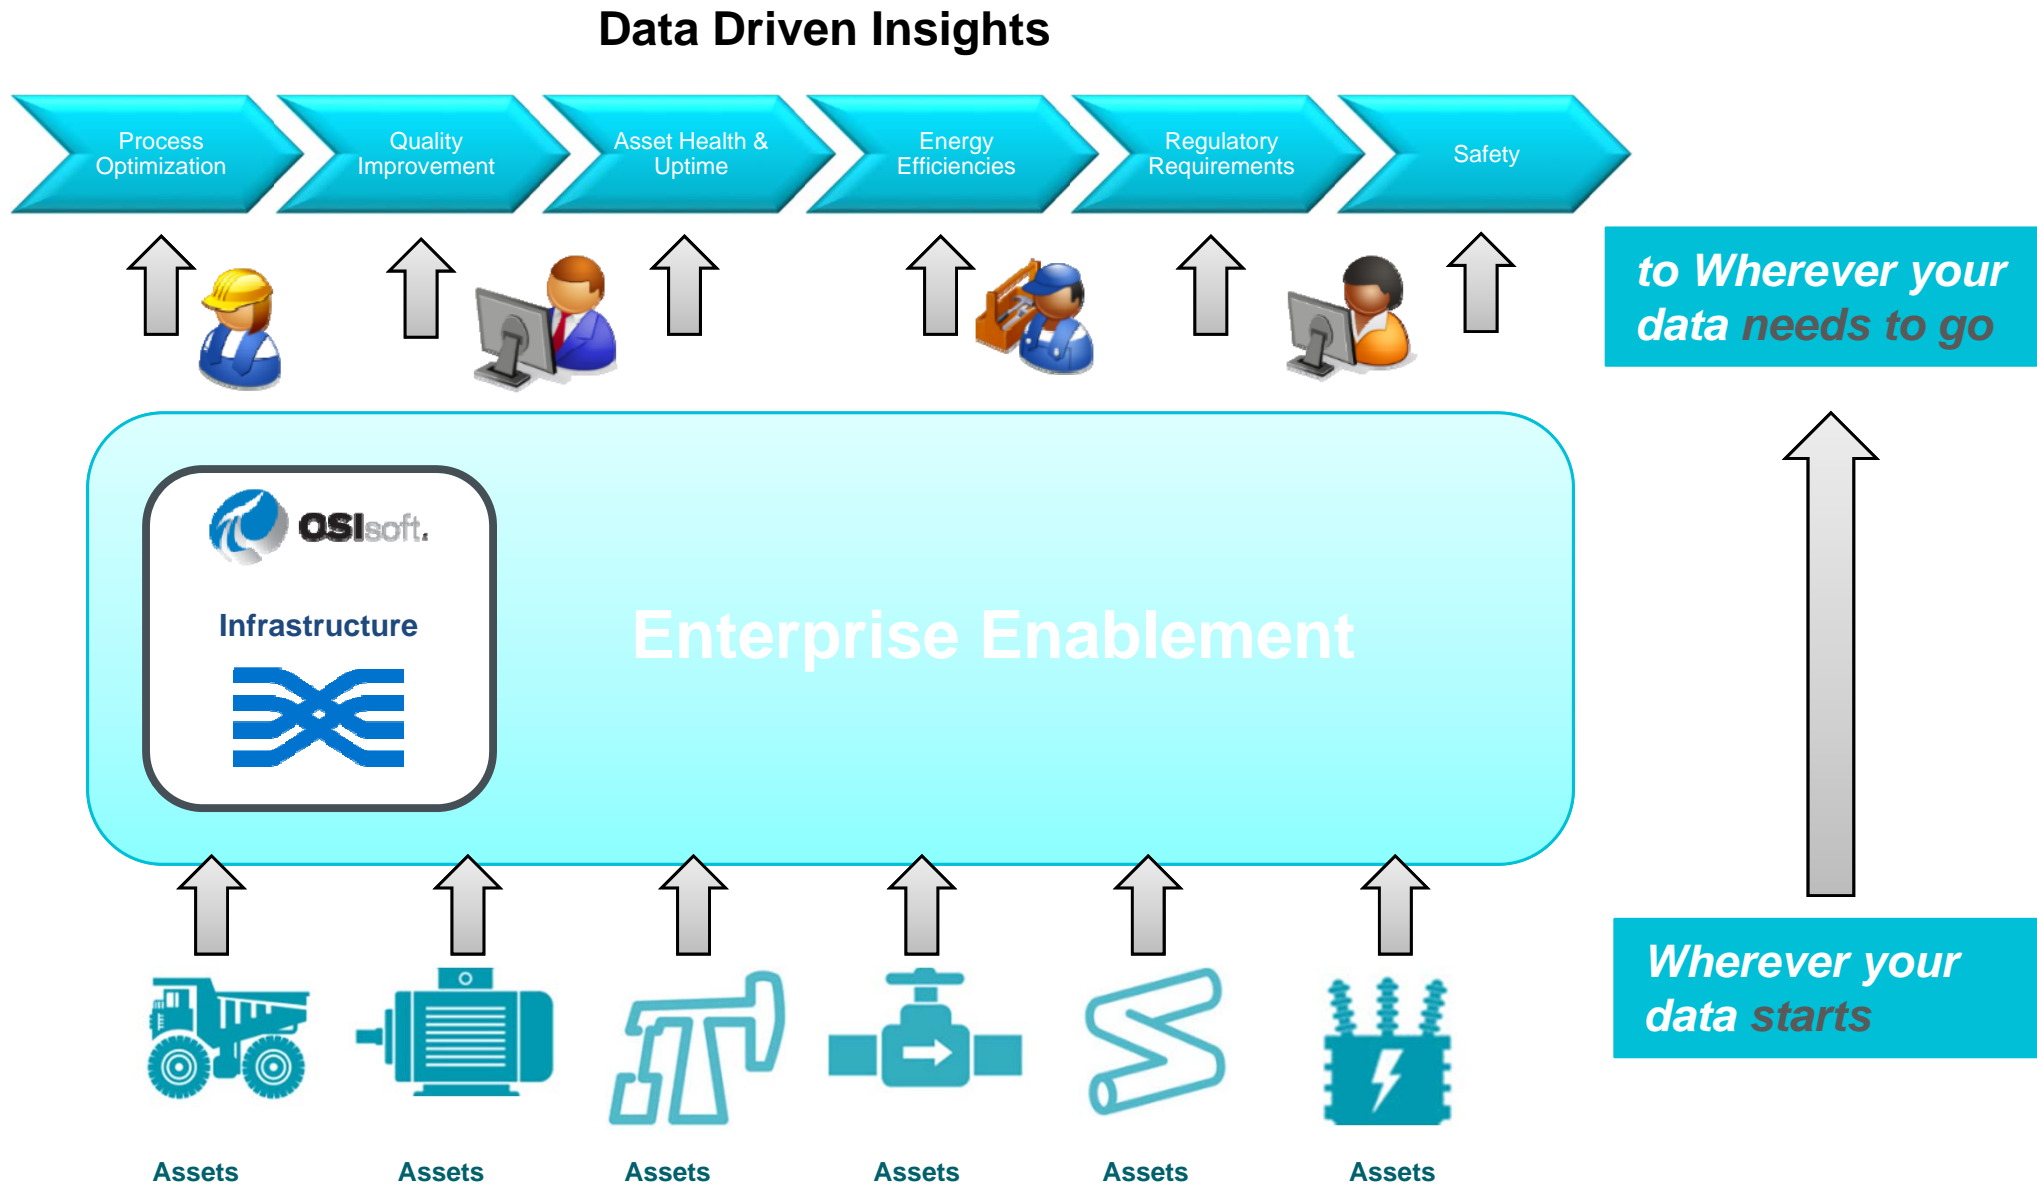 Data Driven Insights
Process
Optimization
Quality
Improvement
Asset Health &
Uptime
Energy
Efficiencies
Regulatory
Requirements
Safety
to Wherever your
data needs to go
OSIsoft.
Infrastructure
Enterprise Enablement
Wherever your
data starts
Assets
Assets
Assets
Assets
Assets
Assets